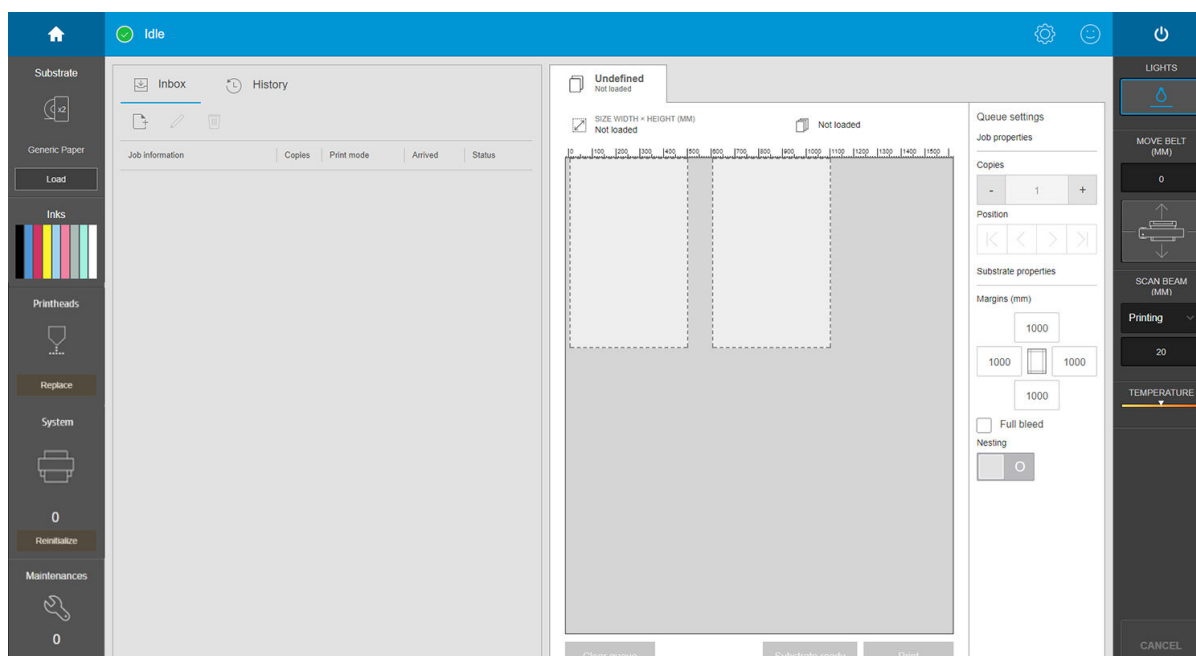 Idle
Substrate
x2
Generic Paper
Load
Inks
Printheads
Replace
System
0
Reinitialize
Maintenances
0
Inbox
History
Job information
Copies
Print mode
Arrived
Status
Undefined
Not loaded
SIZE WIDTH × HEIGHT (MM)
Not loaded
Not loaded
0 100 200 300 400 500 600 700 800 900 1000 1100 1200 1300 1400 1500
Clear queue
Substrate ready
Print
Queue settings
Job properties
Copies
- 1 +
Position
Substrate properties
Margins (mm)
1000
1000 1000
1000
Full bleed
Nesting
O
LIGHTS
MOVE BELT
(MM)
0
SCAN BEAM
(MM)
Printing
20
TEMPERATURE
CANCEL